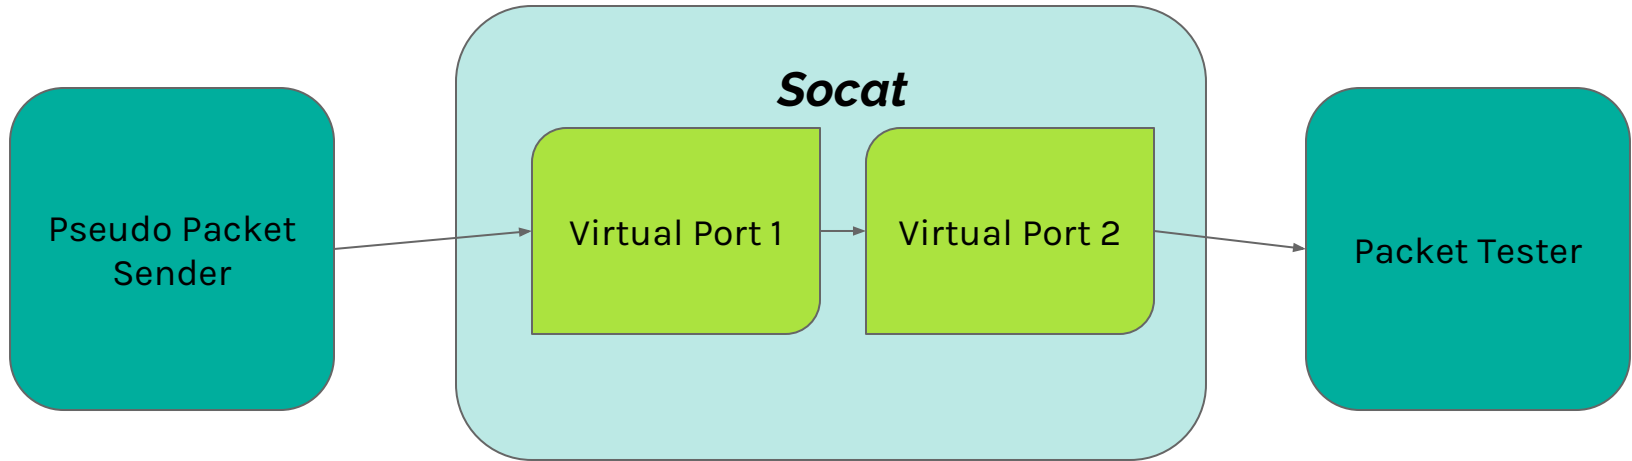 Socat
Pseudo Packet
Sender
Virtual Port 1
Virtual Port 2
Packet Tester